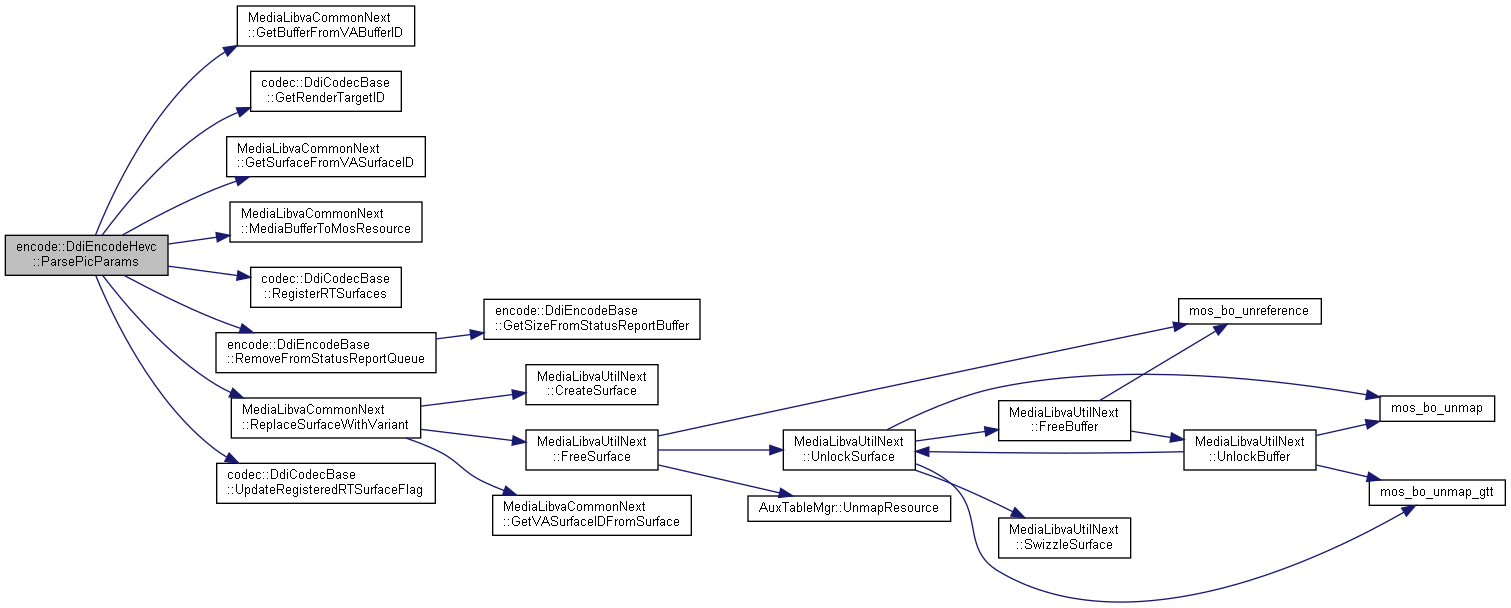 MediaLibvaCommonNext
::GetBufferFromVABufferID
codec::DdiCodecBase
::GetRenderTargetID
MediaLibvaCommonNext
::GetSurfaceFromVASurfaceID
MediaLibvaCommonNext
::MediaBufferToMosResource
encode::DdiEncodeHevc
::ParsePicParams
codec::DdiCodecBase
::RegisterRTSurfaces
encode::DdiEncodeBase
::RemoveFromStatusReportQueue
encode::DdiEncodeBase
::GetSizeFromStatusReportBuffer
MediaLibvaCommonNext
::ReplaceSurfaceWithVariant
codec::DdiCodecBase
::UpdateRegisteredRTSurfaceFlag
MediaLibvaUtilNext
::CreateSurface
MediaLibvaUtilNext
::FreeSurface
MediaLibvaCommonNext
::GetVASurfaceIDFromSurface
MediaLibvaUtilNext
::UnlockSurface
AuxTableMgr::UnmapResource
MediaLibvaUtilNext
::FreeBuffer
MediaLibvaUtilNext
::SwizzleSurface
mos_bo_unreference
MediaLibvaUtilNext
::UnlockBuffer
mos_bo_unmap
mos_bo_unmap_gtt